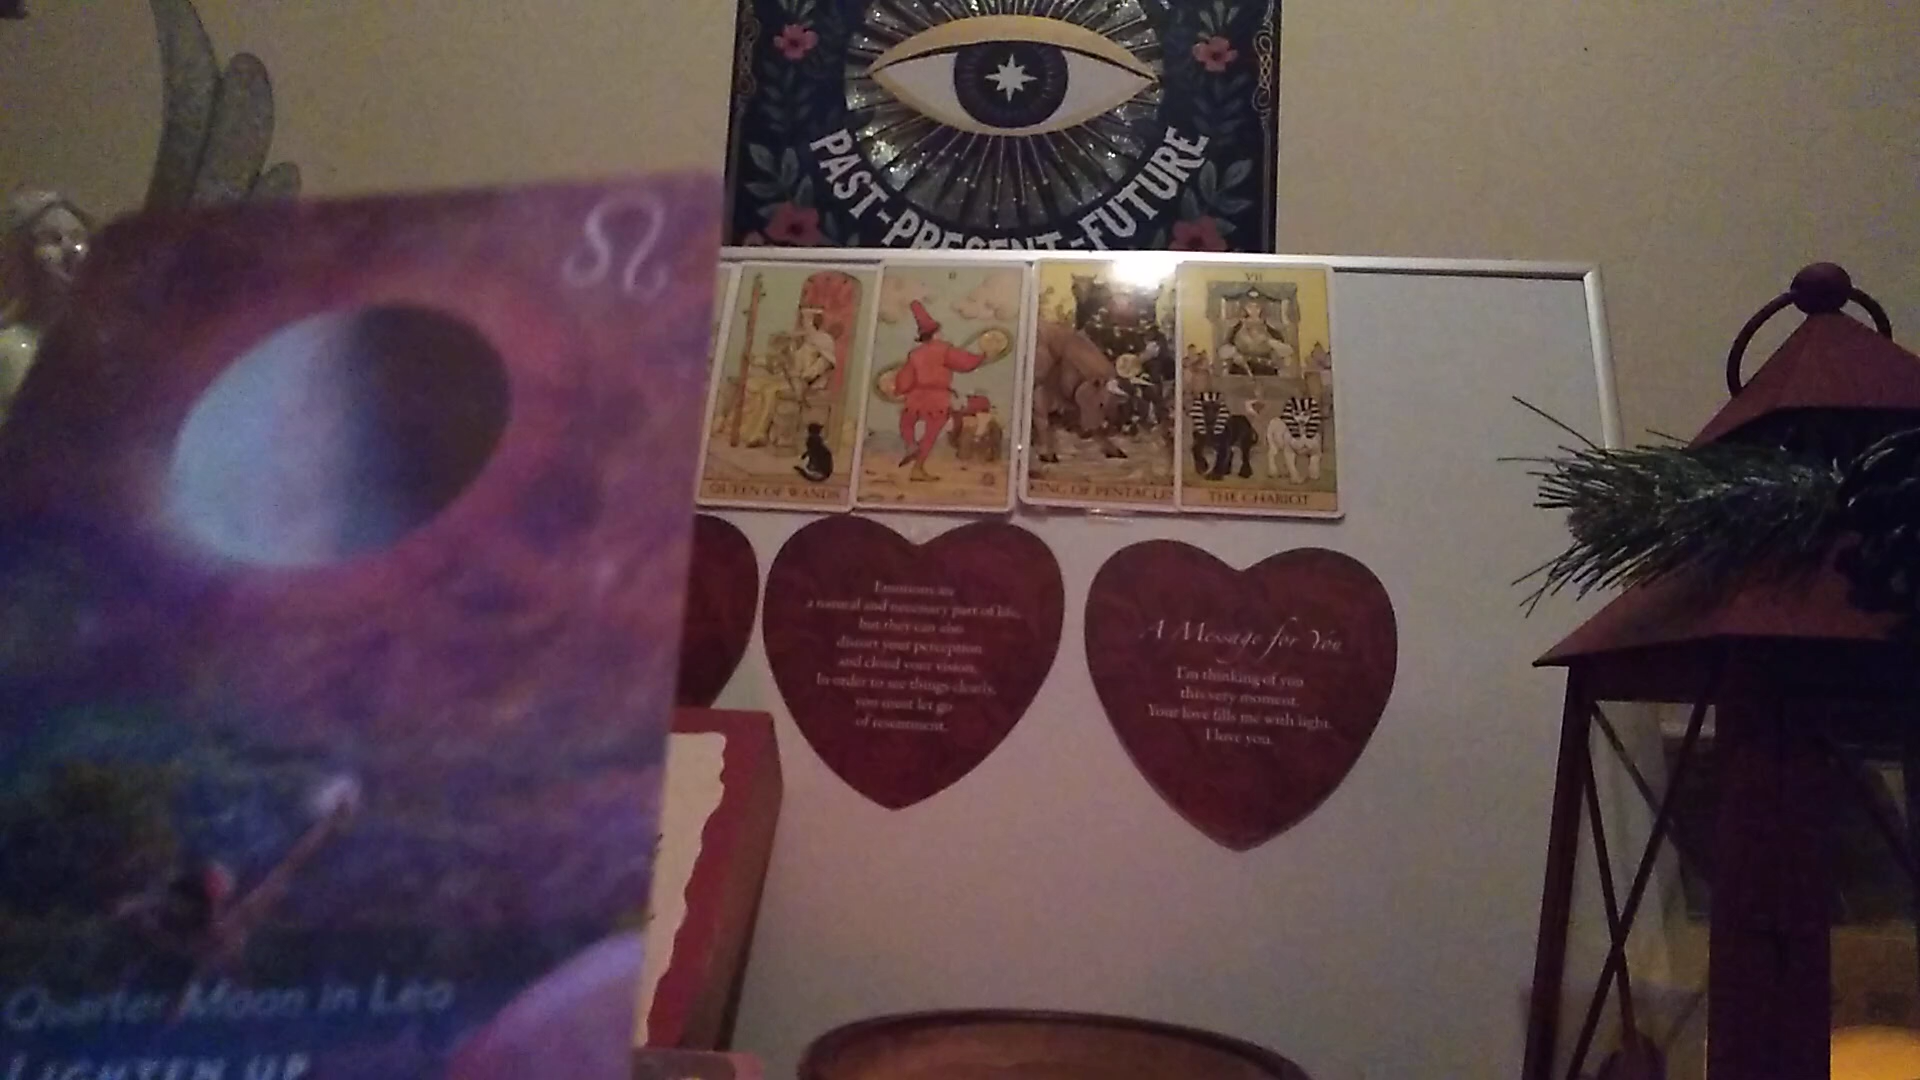 PAST-PRESENT-FUTURE
QUEEN OF WANDS
II
KING OF PENTACLES
VII
THE CHARIOT
Emotions are
a natural and necessary part of life,
but they can also
distort your perception
and cloud your vision.
In order to see things clearly,
you must let go
of resentment.
A Message for You
I'm thinking of you
this very moment.
Your love fills me with light.
I love you.
Quarter Moon in Leo
LIGHTEN UP